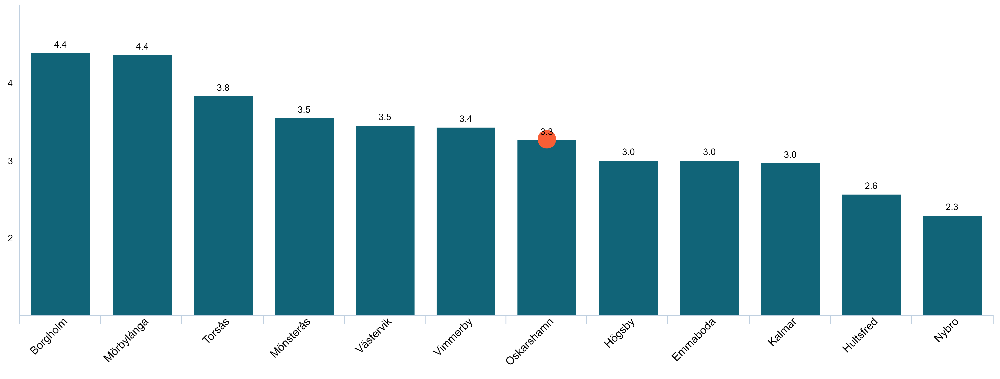 4.4
4.4
3.8
3.5
3.5
3.4
3.3
3.0
3.0
3.0
2.6
2.3
4
3
2
Borgholm
Mörbylånga
Torsås
Mönsterås
Västervik
Vimmerby
Oskarshamn
Högsby
Emmaboda
Kalmar
Hultsfred
Nybro